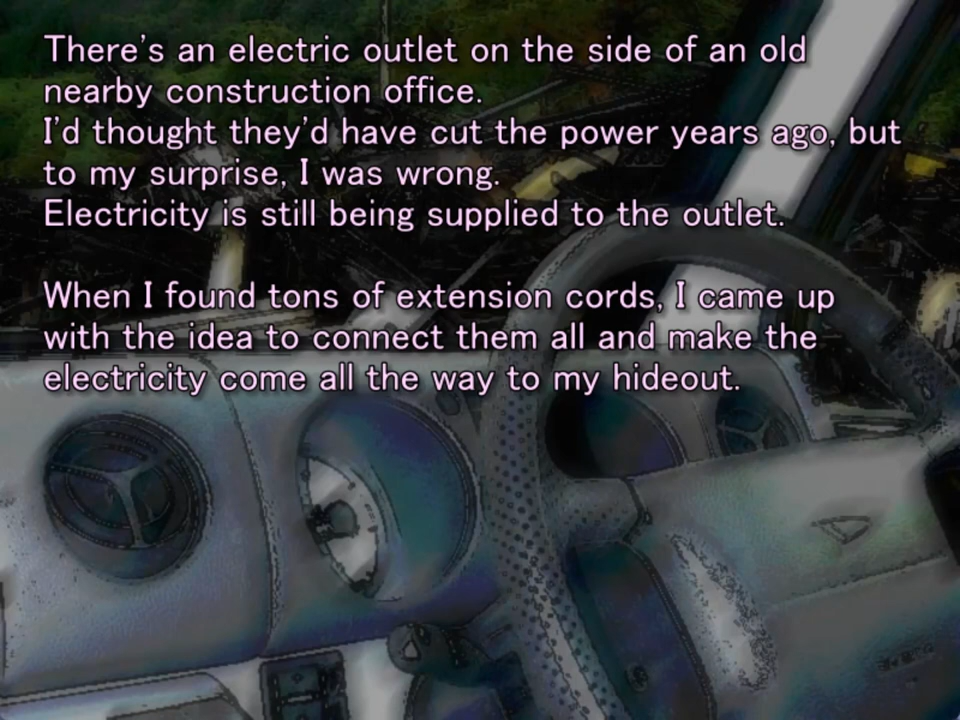 There's an electric outlet on the side of an old
nearby construction office.
I'd thought they'd have cut the power years ago, but
to my surprise, I was wrong.
Electricity is still being supplied to the outlet.
When I found tons of extension cords, I came up
with the idea to connect them all and make the
electricity come all the way to my hideout.